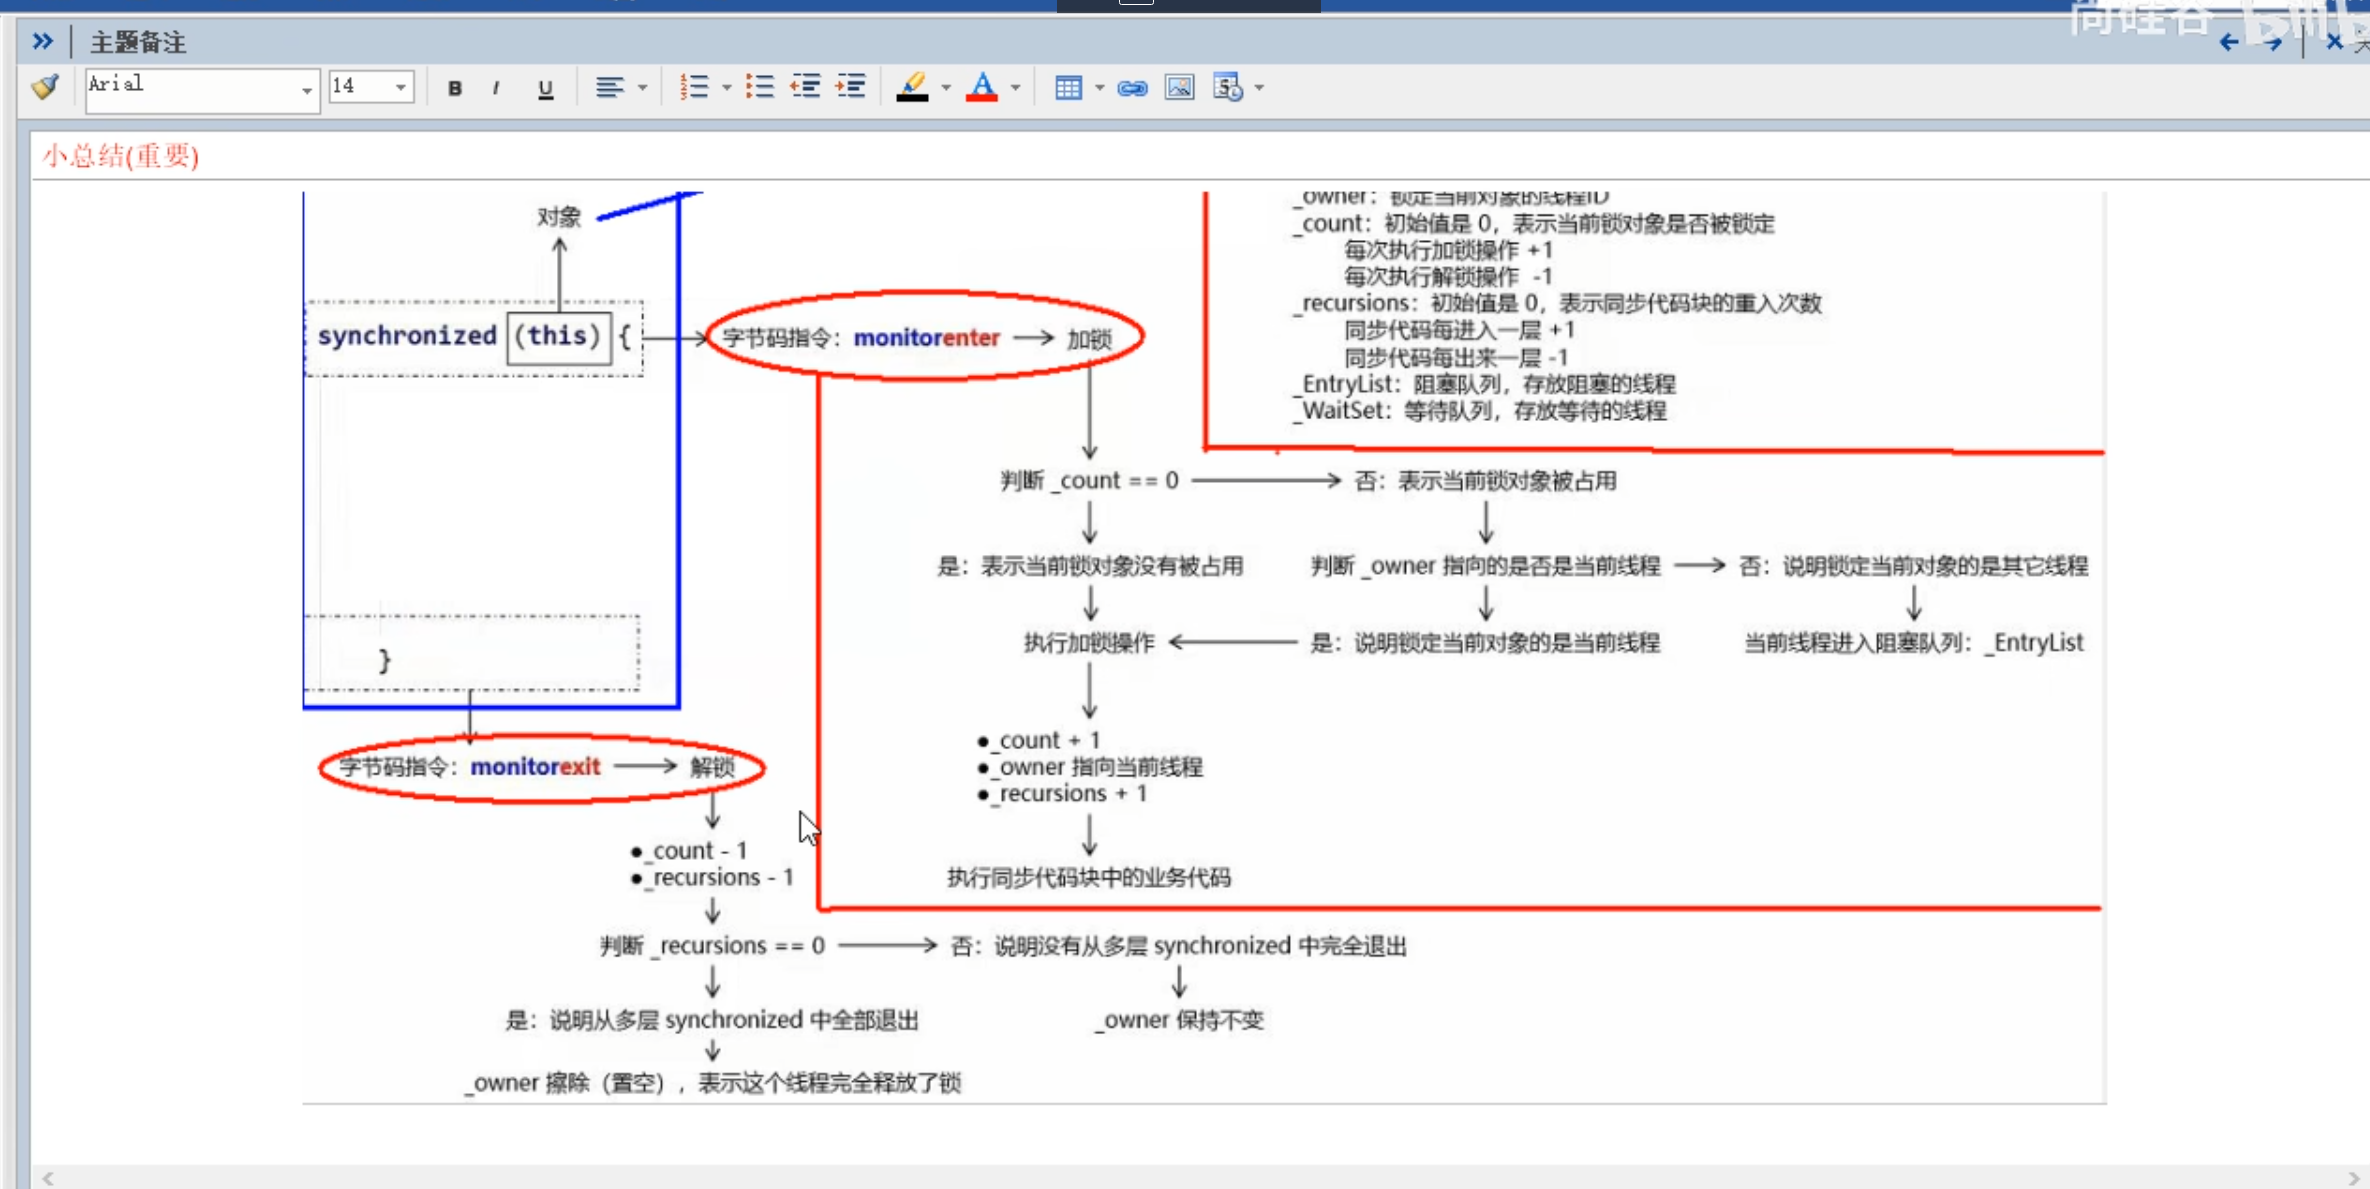 尚硅谷
主题备注
Arial
14
B
I
U
小总结(重要)
对象
synchronized (this) {
}
字节码指令：monitorenter
加锁
_owner：锁定当前对象的线程ID
_count：初始值是 0，表示当前锁对象是否被锁定
每次执行加锁操作 +1
每次执行解锁操作 -1
_recursions：初始值是 0，表示同步代码块的重入次数
同步代码每进入一层 +1
同步代码每出来一层 -1
_EntryList：阻塞队列，存放阻塞的线程
_WaitSet：等待队列，存放等待的线程
判断 _count == 0
否：表示当前锁对象被占用
是：表示当前锁对象没有被占用
判断 _owner 指向的是否是当前线程
否：说明锁定当前对象的是其它线程
执行加锁操作
是：说明锁定当前对象的是当前线程
当前线程进入阻塞队列：_EntryList
●_count + 1
●_owner 指向当前线程
●_recursions + 1
执行同步代码块中的业务代码
字节码指令：monitorexit
解锁
●_count - 1
●_recursions - 1
判断 _recursions == 0
否：说明没有从多层 synchronized 中完全退出
是：说明从多层 synchronized 中全部退出
_owner 保持不变
_owner 擦除（置空），表示这个线程完全释放了锁